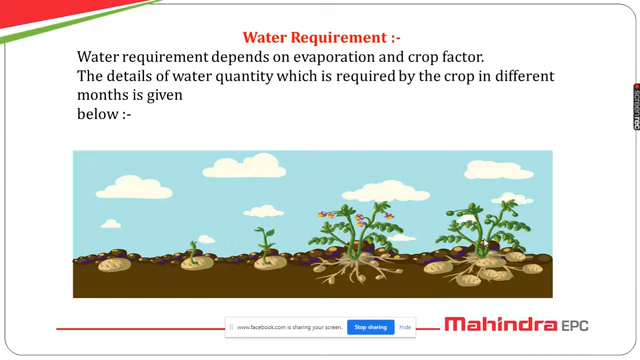 Water Requirement :-
Water requirement depends on evaporation and crop factor.
The details of water quantity which is required by the crop in different
months is given
below :-
www.facebook.com is sharing your screen.
Stop sharing
Hide
Mahindra EPC